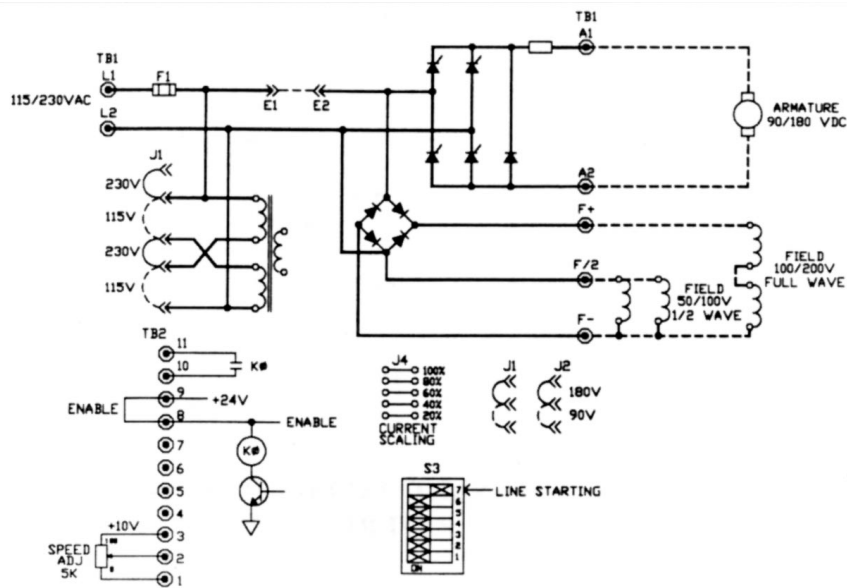 TB1
L1
F1
115/230VAC
L2
E1
E2
TB1
A1
ARMATURE
90/180 VDC
A2
J1
230V
115V
230V
115V
F+
F/2
F-
FIELD
100/200V
FULL WAVE
FIELD
50/100V
1/2 WAVE
TB2
11
10
KØ
9
+24V
ENABLE
8
ENABLE
KØ
7
6
5
4
3
+10V
2
SPEED
ADJ
5K
1
J4
100%
80%
60%
40%
20%
CURRENT
SCALING
J1
J2
180V
90V
S3
7
6
5
4
3
2
1
ON
LINE STARTING